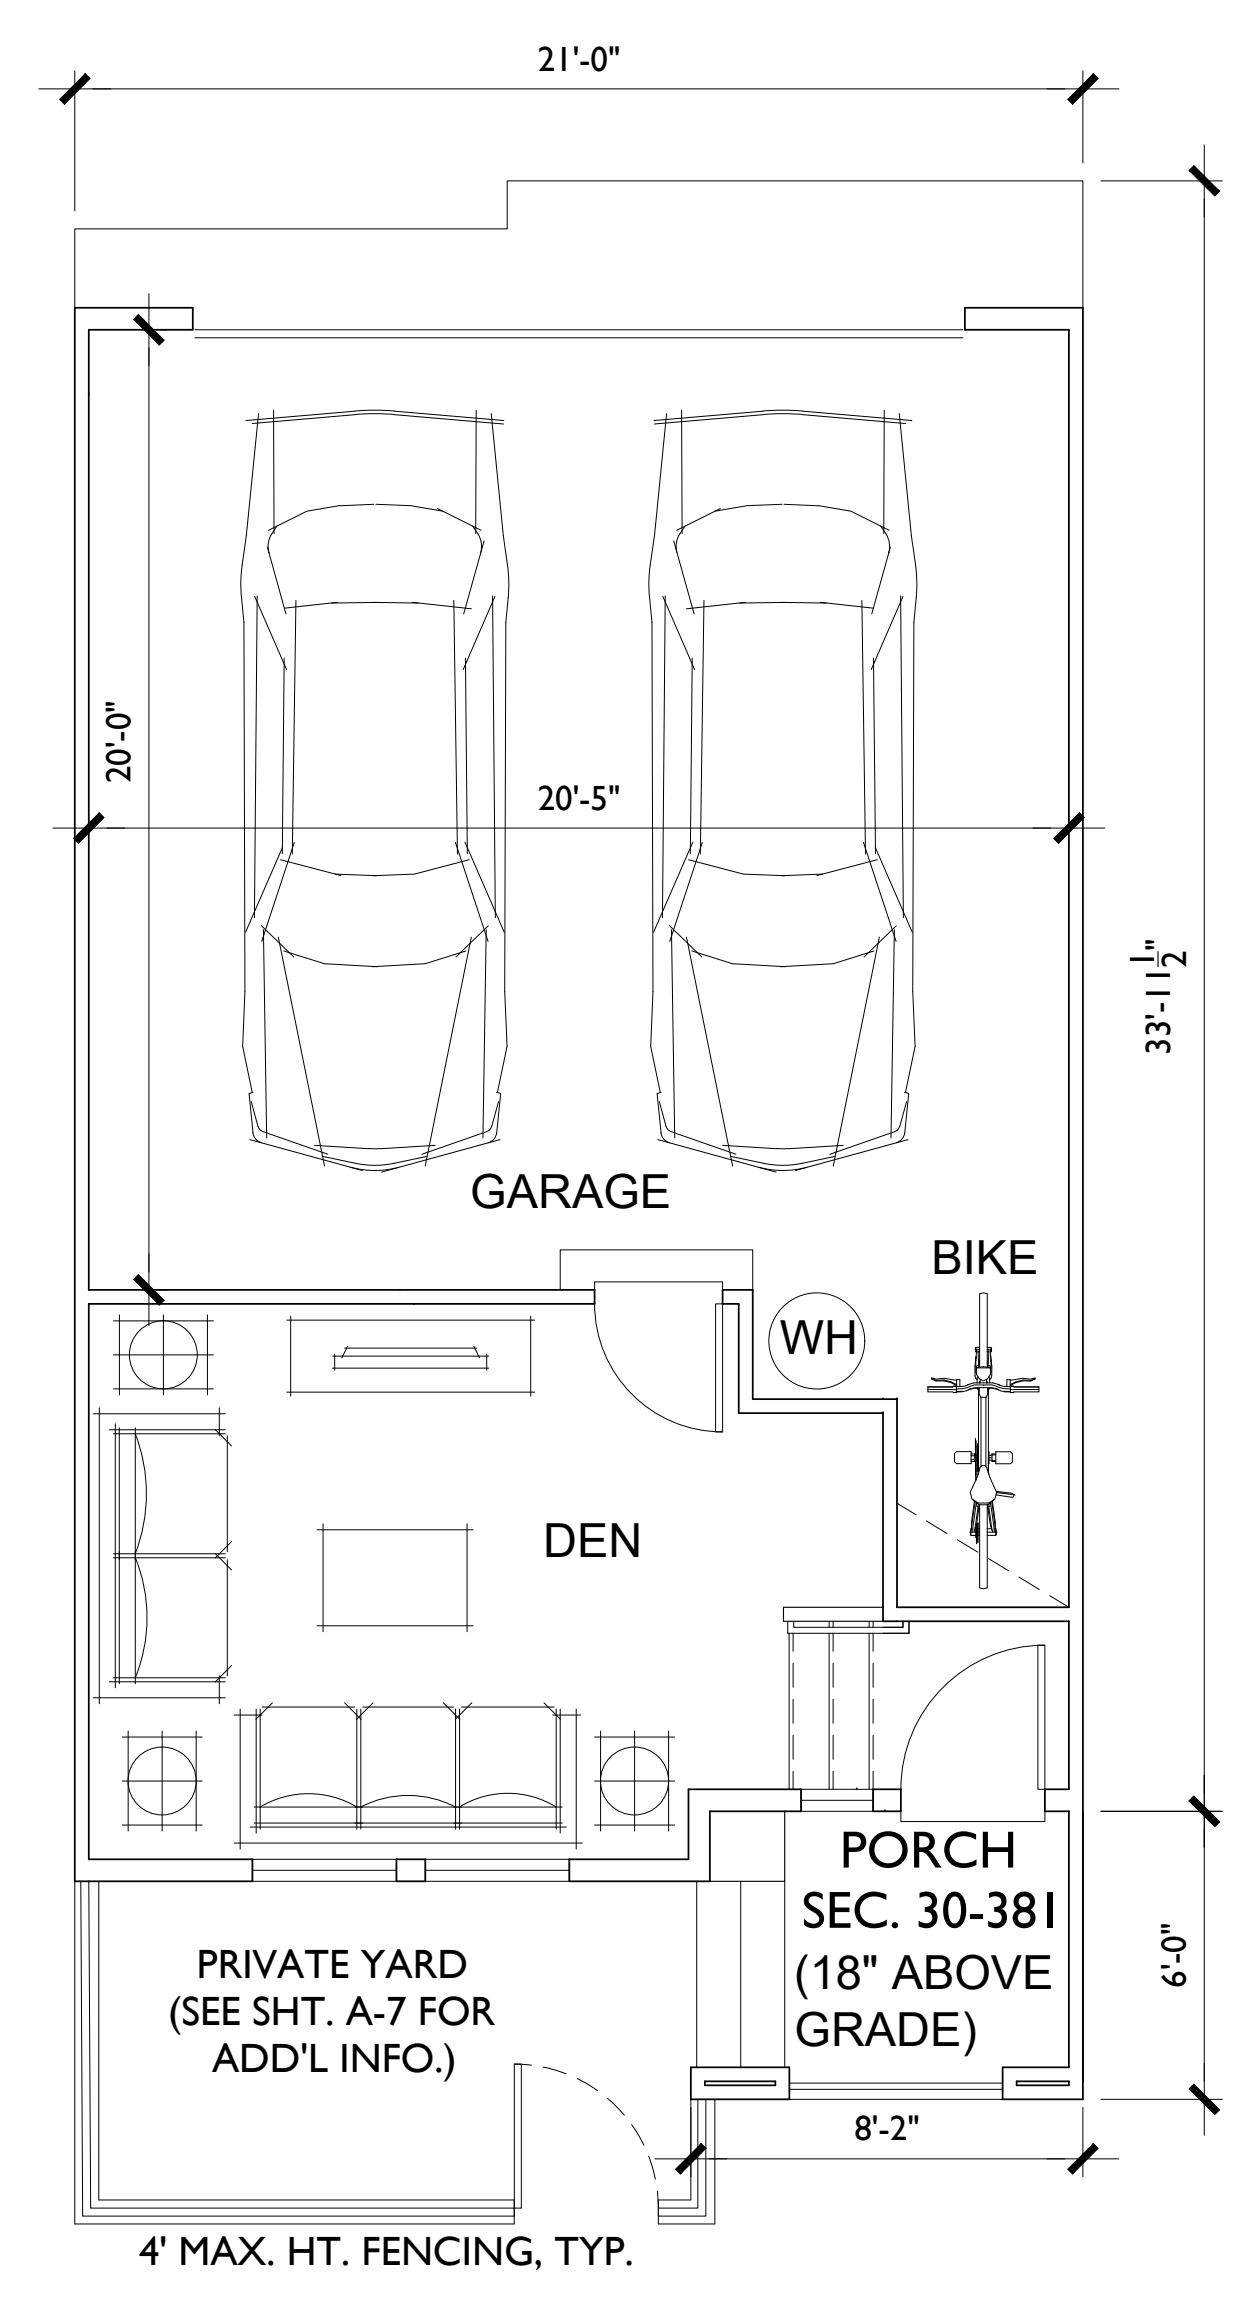 21'-0"
20'-0"
20'-5"
33'-11 1/2"
GARAGE
BIKE
WH
DEN
PORCH
SEC. 30-381
(18" ABOVE
GRADE)
6'-0"
PRIVATE YARD
(SEE SHT. A-7 FOR
ADD'L INFO.)
8'-2"
4' MAX. HT. FENCING, TYP.